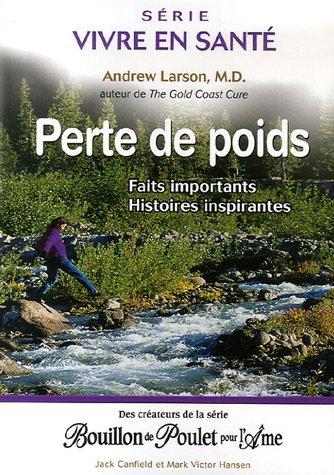 SÉRIE
VIVRE EN SANTÉ
Andrew Larson, M.D.
auteur de The Gold Coast Cure
Perte de poids
Faits importants
Histoires inspirantes
Des créateurs de la série
Bouillon de Poulet pour l'Âme
Jack Canfield et Mark Victor Hansen